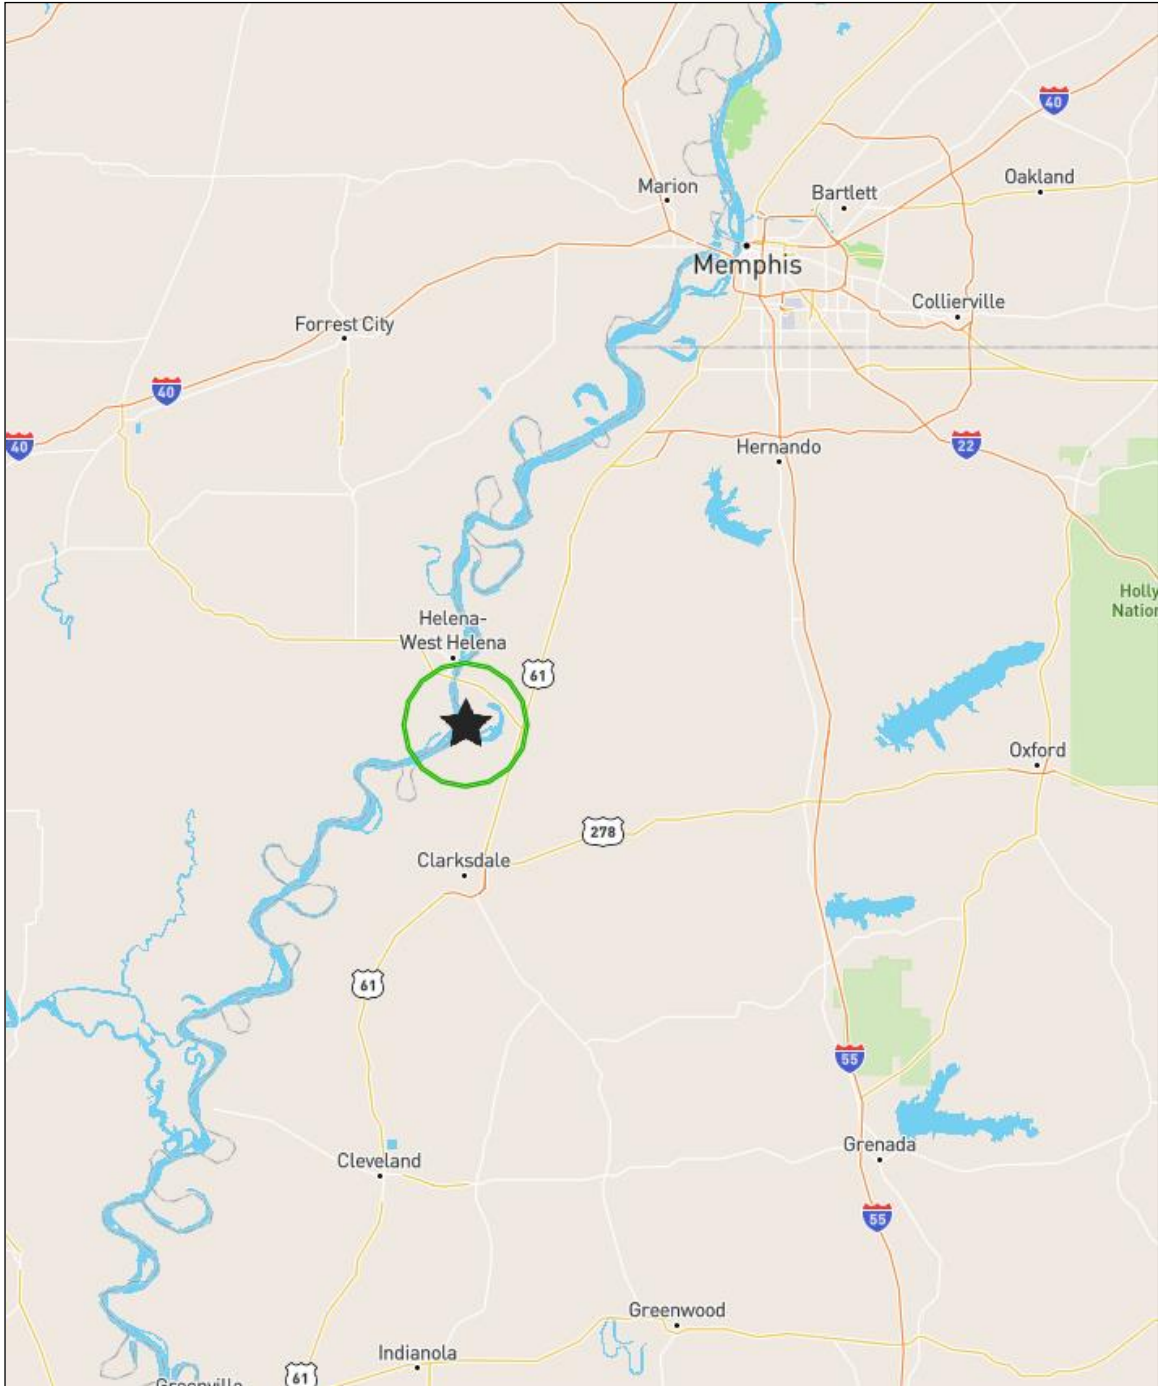 40
Marion
Bartlett
Oakland
Memphis
Collierville
Forrest City
40
40
Hernando
22
Holly
Nation
Helena-
West Helena
61
Oxford
278
Clarksdale
61
55
Grenada
Cleveland
55
Greenwood
Indianola
61
Greenville